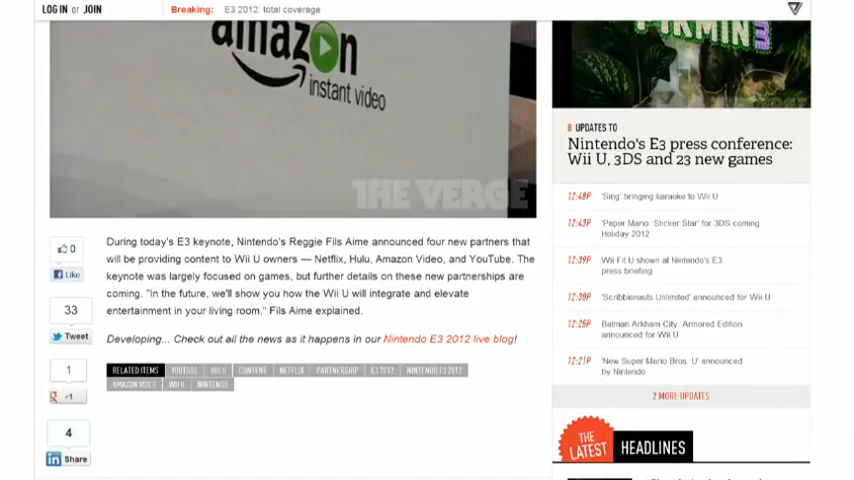 LOG IN or JOIN
Breaking: E3 2012: total coverage
amazon
instant video
THE VERGE
PIKMIN 3
8 UPDATES TO
Nintendo's E3 press conference:
Wii U, 3DS and 23 new games
12:48P 'Sing' bringing karaoke to Wii U
12:43P 'Paper Mario: Sticker Star' for 3DS coming
Holiday 2012
12:39P Wii Fit U shown at Nintendo's E3
press briefing
12:30P 'Scribblenauts Unlimited' announced for Wii U
12:25P Batman Arkham City: Armored Edition
announced for Wii U
12:21P 'New Super Mario Bros. U' announced
by Nintendo
2 MORE UPDATES
THE LATEST HEADLINES
0
Like
33
Tweet
1
+1
4
Share
During today's E3 keynote, Nintendo's Reggie Fils Aime announced four new partners that
will be providing content to Wii U owners — Netflix, Hulu, Amazon Video, and YouTube. The
keynote was largely focused on games, but further details on these new partnerships are
coming. "In the future, we'll show you how the Wii U will integrate and elevate
entertainment in your living room," Fils Aime explained.
Developing... Check out all the news as it happens in our Nintendo E3 2012 live blog!
RELATED ITEMS YOUTUBE HULU CONTENT NETFLIX PARTNERSHIP E3 2012 NINTENDO E3 2012
AMAZON VIDEO WII U NINTENDO